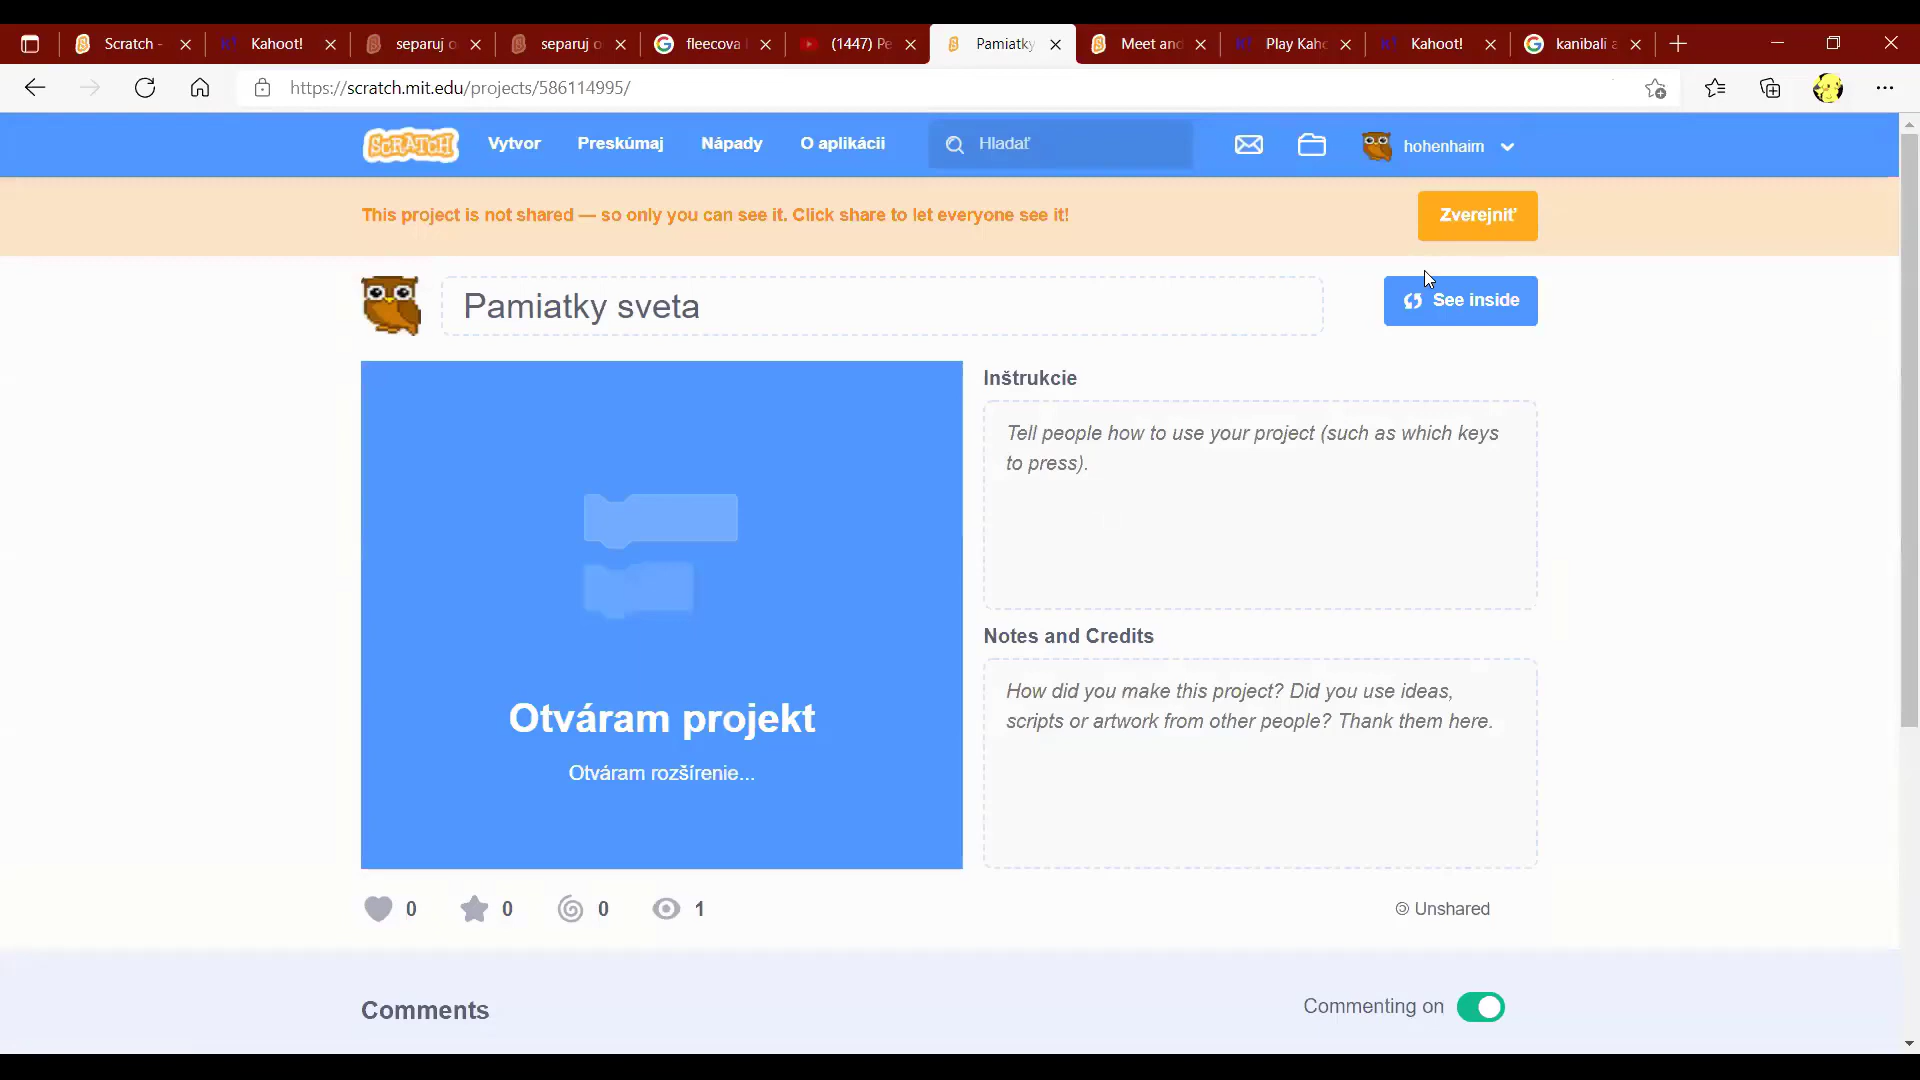 Scratch -
Kahoot!
separuj o
separuj o
fleecova
(1447) Pe
Pamiatky
Meet and
Play Kaho
Kahoot!
kanibali a
https://scratch.mit.edu/projects/586114995/
SCRATCH
Vytvor
Preskúmaj
Nápady
O aplikácii
Hladať
hohenhaim
This project is not shared — so only you can see it. Click share to let everyone see it!
Zverejniť
Pamiatky sveta
See inside
Inštrukcie
Tell people how to use your project (such as which keys
to press).
Otváram projekt
Otváram rozšírenie...
Notes and Credits
How did you make this project? Did you use ideas,
scripts or artwork from other people? Thank them here.
0
0
0
1
Unshared
Comments
Commenting on